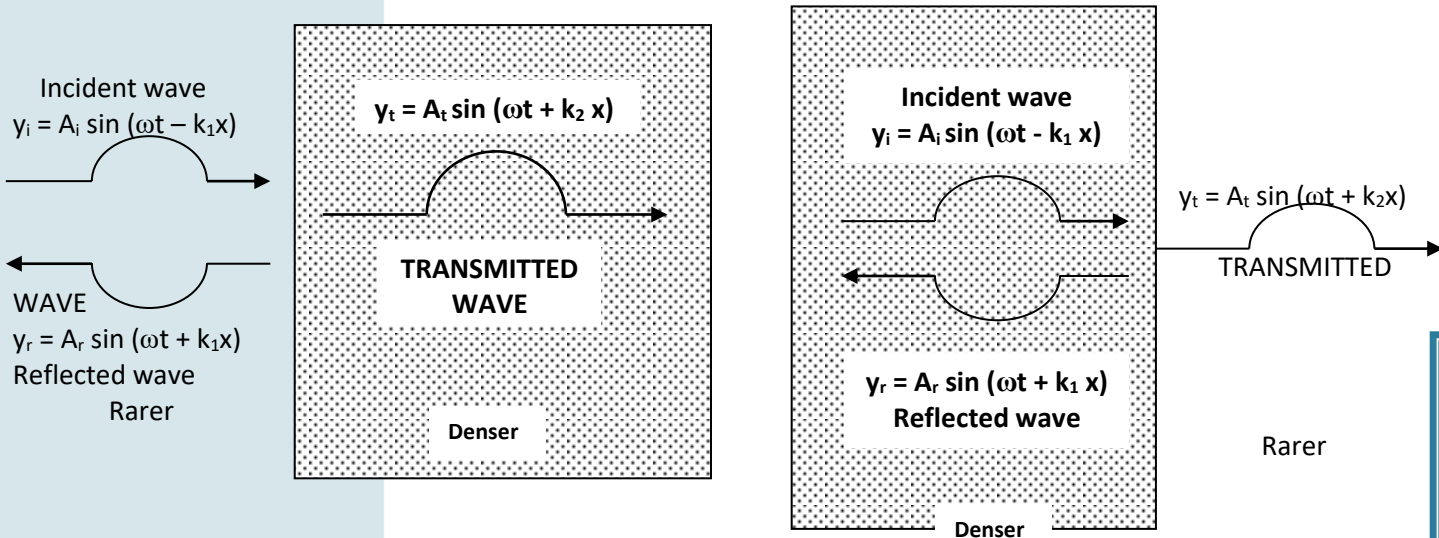 Incident wave
yᵢ = Aᵢ sin (ωt – k₁x)
WAVE
yᵣ = Aᵣ sin (ωt + k₁x)
Reflected wave
Rarer
yₜ = Aₜ sin (ωt + k₂ x)
TRANSMITTED
WAVE
Denser
Incident wave
yᵢ = Aᵢ sin (ωt - k₁ x)
yᵣ = Aᵣ sin (ωt + k₁ x)
Reflected wave
Denser
yₜ = Aₜ sin (ωt + k₂x)
TRANSMITTED
Rarer